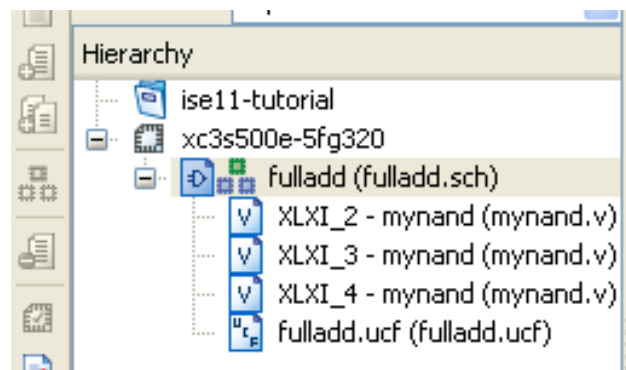 Hierarchy
ise11-tutorial
xc3s500e-5fg320
fulladd (fulladd.sch)
XLXI_2 - mynand (mynand.v)
XLXI_3 - mynand (mynand.v)
XLXI_4 - mynand (mynand.v)
fulladd.ucf (fulladd.ucf)